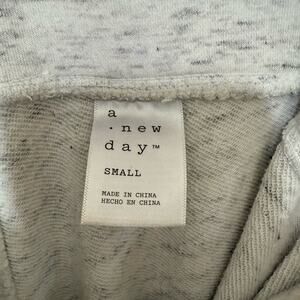 a
. new
day™
SMALL
MADE IN CHINA
HECHO EN CHINA